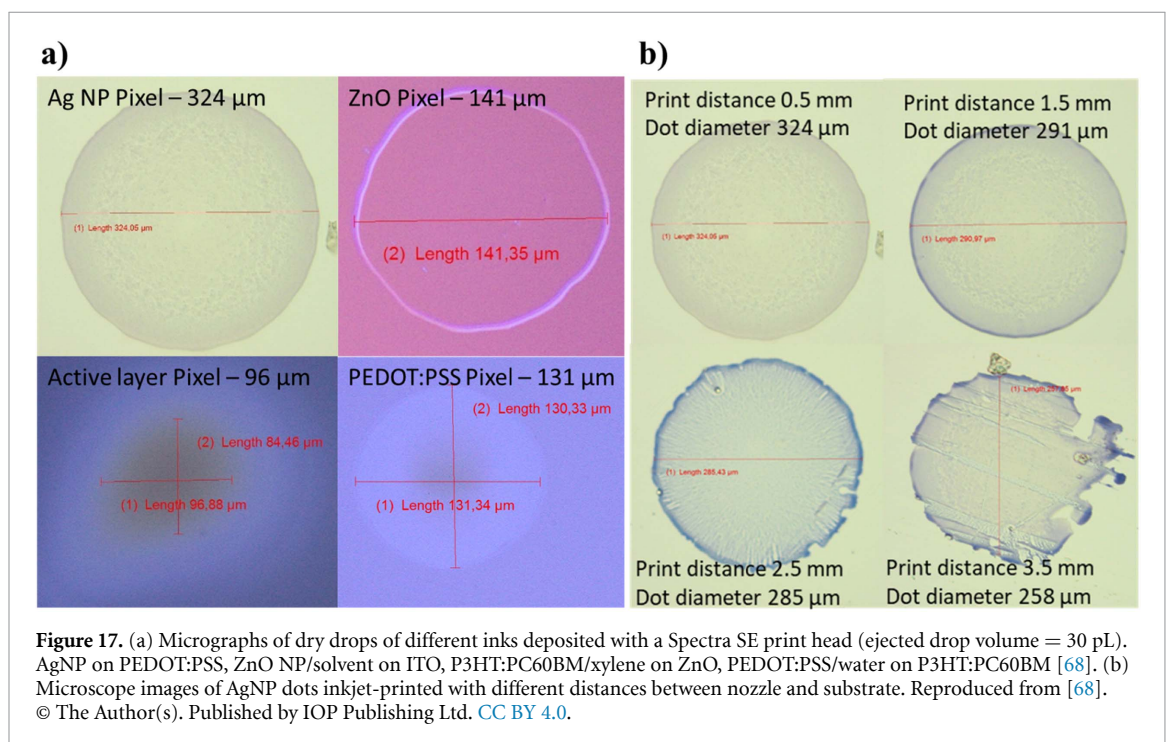 a)
Ag NP Pixel – 324 µm
(1) Length 324,05 µm
ZnO Pixel – 141 µm
(2) Length 141,35 µm
Active layer Pixel – 96 µm
(2) Length 84,46 µm
(1) Length 96,88 µm
PEDOT:PSS Pixel – 131 µm
(2) Length 130,33 µm
(1) Length 131,34 µm
b)
Print distance 0.5 mm
Dot diameter 324 µm
(1) Length 324,05 µm
Print distance 1.5 mm
Dot diameter 291 µm
(1) Length 290,97 µm
(1) Length 285,43 µm
Print distance 2.5 mm
Dot diameter 285 µm
(1) Length
Print distance 3.5 mm
Dot diameter 258 µm
Figure 17. (a) Micrographs of dry drops of different inks deposited with a Spectra SE print head (ejected drop volume = 30 pL).
AgNP on PEDOT:PSS, ZnO NP/solvent on ITO, P3HT:PC60BM/xylene on ZnO, PEDOT:PSS/water on P3HT:PC60BM [68]. (b)
Microscope images of AgNP dots inkjet-printed with different distances between nozzle and substrate. Reproduced from [68].
© The Author(s). Published by IOP Publishing Ltd. CC BY 4.0.